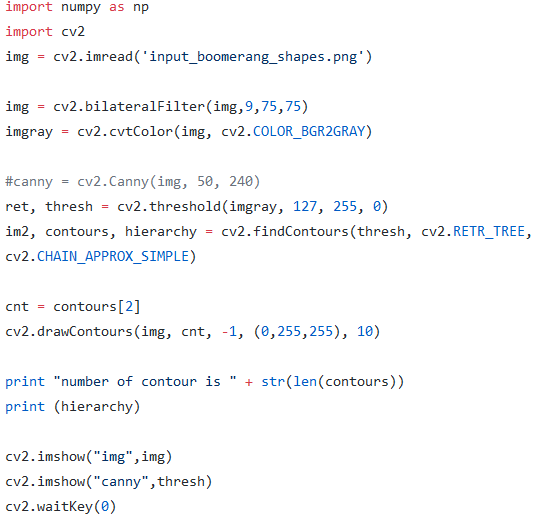 import numpy as np
import cv2
img = cv2.imread('input_boomerang_shapes.png')
img = cv2.bilateralFilter(img,9,75,75)
imgray = cv2.cvtColor(img, cv2.COLOR_BGR2GRAY)
#canny = cv2.Canny(img, 50, 240)
ret, thresh = cv2.threshold(imgray, 127, 255, 0)
im2, contours, hierarchy = cv2.findContours(thresh, cv2.RETR_TREE,
cv2.CHAIN_APPROX_SIMPLE)
cnt = contours[2]
cv2.drawContours(img, cnt, -1, (0,255,255), 10)
print "number of contour is " + str(len(contours))
print (hierarchy)
cv2.imshow("img",img)
cv2.imshow("canny",thresh)
cv2.waitKey(0)